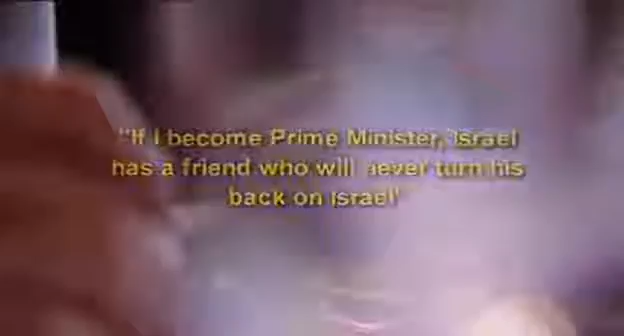 "If I become Prime Minister, Israel
has a friend who will never turn his
back on Israel"